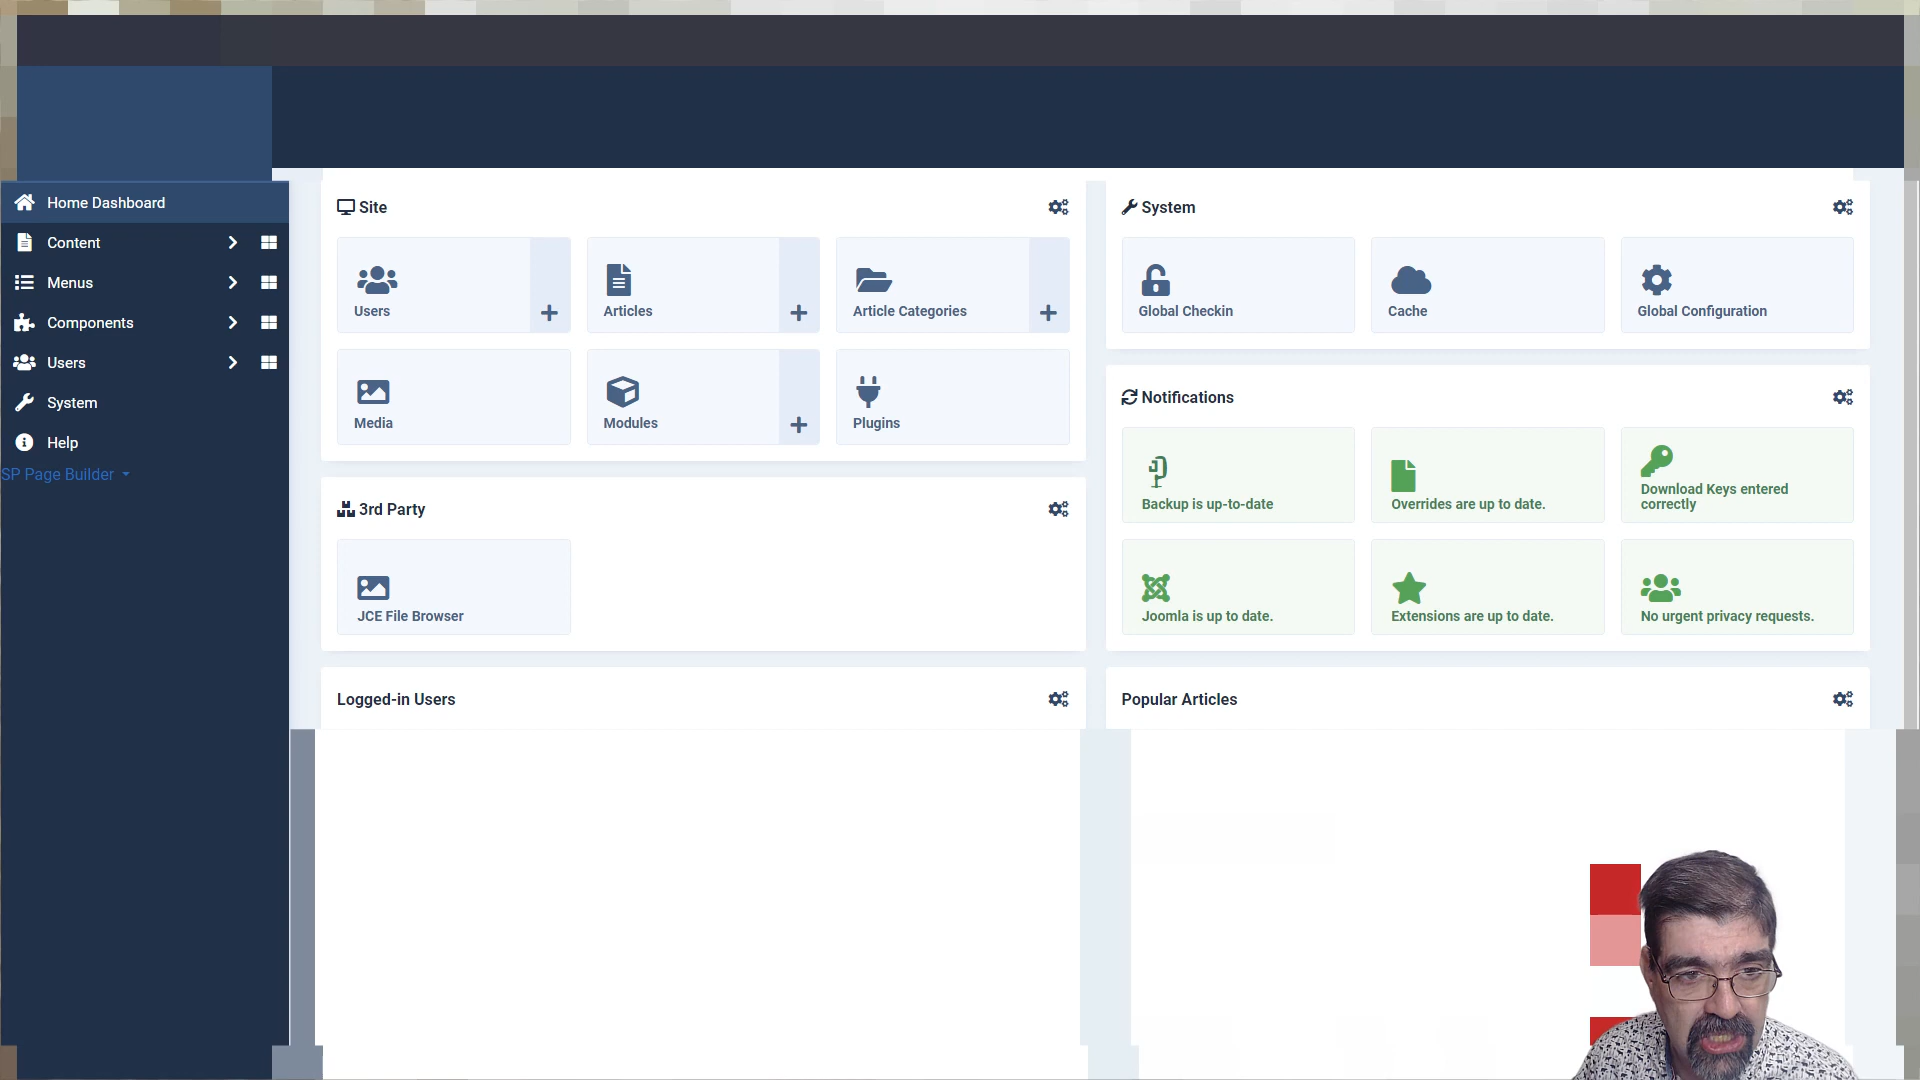 Home Dashboard
Content
Menus
Components
Users
System
Help
SP Page Builder
Site
Users
Articles
Article Categories
Media
Modules
Plugins
3rd Party
JCE File Browser
Logged-in Users
System
Global Checkin
Cache
Global Configuration
Notifications
Backup is up-to-date
Overrides are up to date.
Download Keys entered
correctly
Joomla is up to date.
Extensions are up to date.
No urgent privacy requests.
Popular Articles